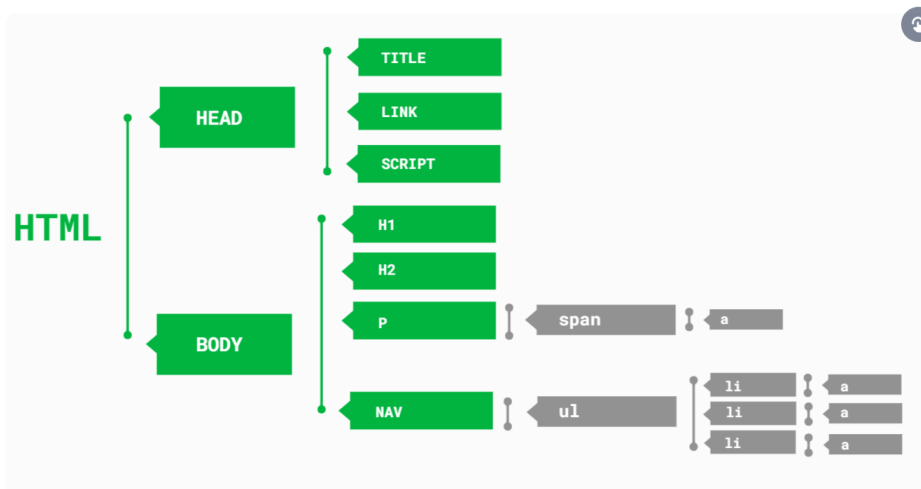 HTML
HEAD
TITLE
LINK
SCRIPT
BODY
H1
H2
P
span
a
NAV
ul
li
a
li
a
li
a